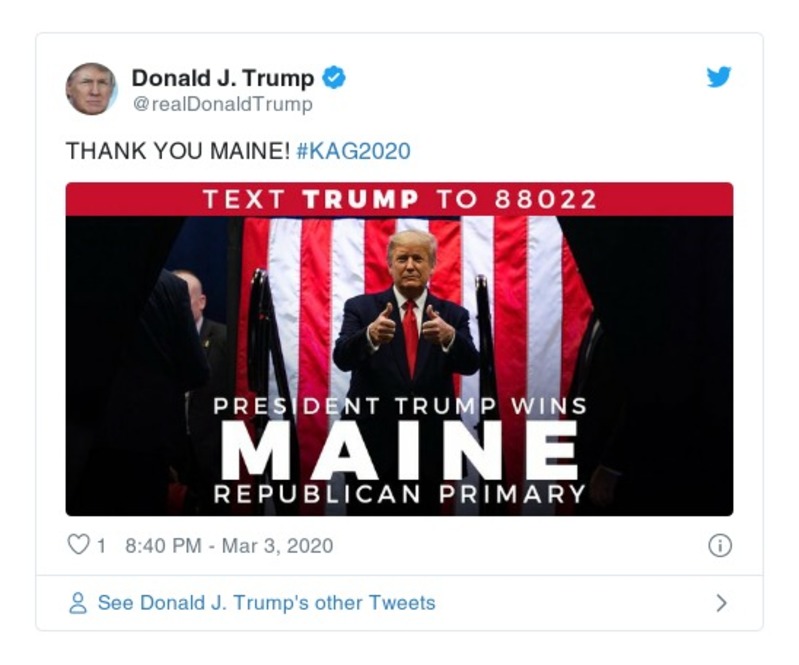 Donald J. Trump
@realDonaldTrump
THANK YOU MAINE! #KAG2020
TEXT TRUMP TO 88022
PRESIDENT TRUMP WINS
MAINE
REPUBLICAN PRIMARY
1 8:40 PM - Mar 3, 2020
See Donald J. Trump's other Tweets